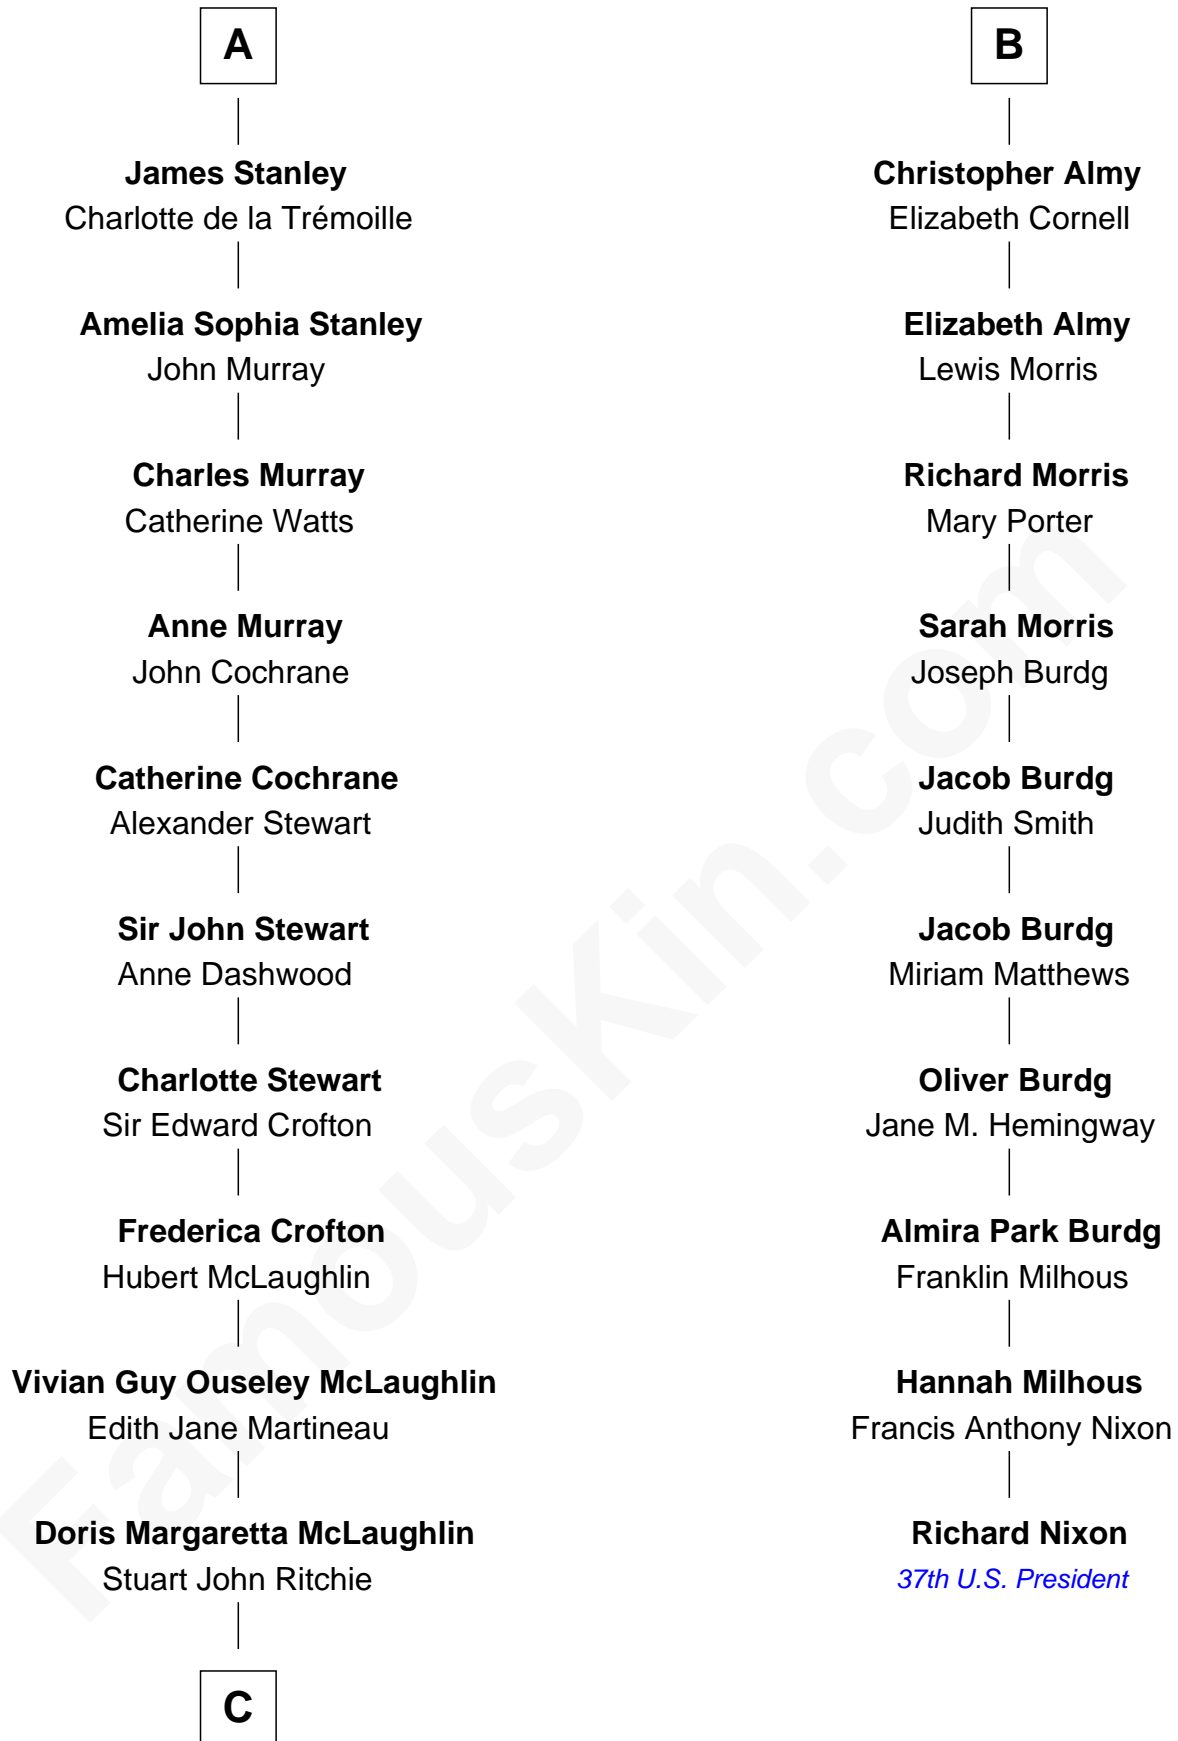 A
James Stanley
Charlotte de la Trémoille
Amelia Sophia Stanley
John Murray
Charles Murray
Catherine Watts
Anne Murray
John Cochrane
Catherine Cochrane
Alexander Stewart
Sir John Stewart
Anne Dashwood
Charlotte Stewart
Sir Edward Crofton
Frederica Crofton
Hubert McLaughlin
Vivian Guy Ouseley McLaughlin
Edith Jane Martineau
Doris Margaretta McLaughlin
Stuart John Ritchie
C
B
Christopher Almy
Elizabeth Cornell
Elizabeth Almy
Lewis Morris
Richard Morris
Mary Porter
Sarah Morris
Joseph Burdg
Jacob Burdg
Judith Smith
Jacob Burdg
Miriam Matthews
Oliver Burdg
Jane M. Hemingway
Almira Park Burdg
Franklin Milhous
Hannah Milhous
Francis Anthony Nixon
Richard Nixon
37th U.S. President
FamousKin.com